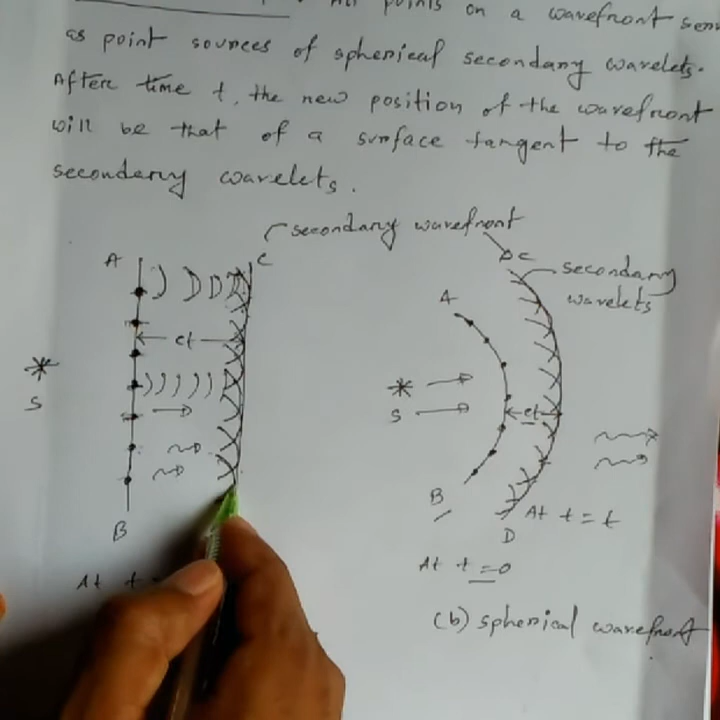 All points on a wavefront
as point sources of spherical secondary wavelets.
After time t, the new position of the wavefront
will be that of a surface tangent to the
secondary wavelets.
secondary wavefront
A
C
ct
S
B
At t
C
secondary
wavelets
A
S
ct
B
D
At t = t
At t = 0
(b) spherical wavefront